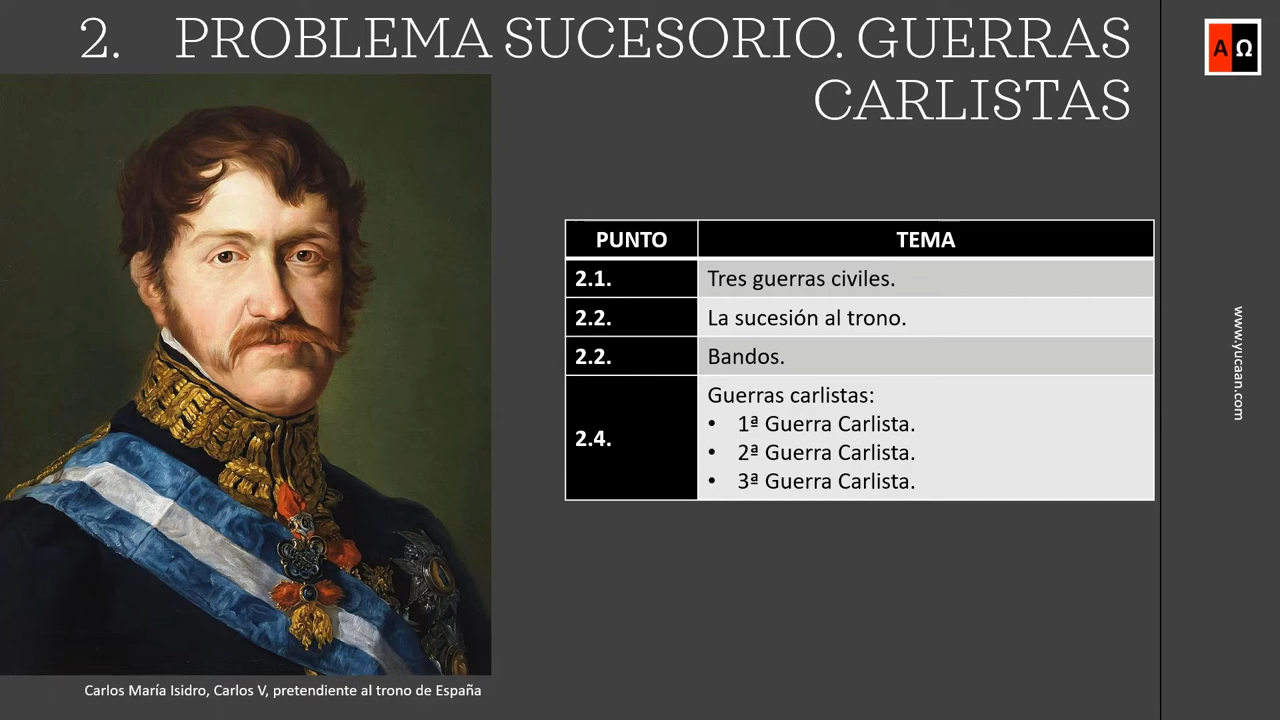 2. PROBLEMA SUCESORIO. GUERRAS
CARLISTAS
ΑΩ
PUNTO TEMA
2.1. Tres guerras civiles.
2.2. La sucesión al trono.
2.2. Bandos.
2.4. Guerras carlistas:
• 1ª Guerra Carlista.
• 2ª Guerra Carlista.
• 3ª Guerra Carlista.
www.yucaan.com
Carlos María Isidro, Carlos V, pretendiente al trono de España